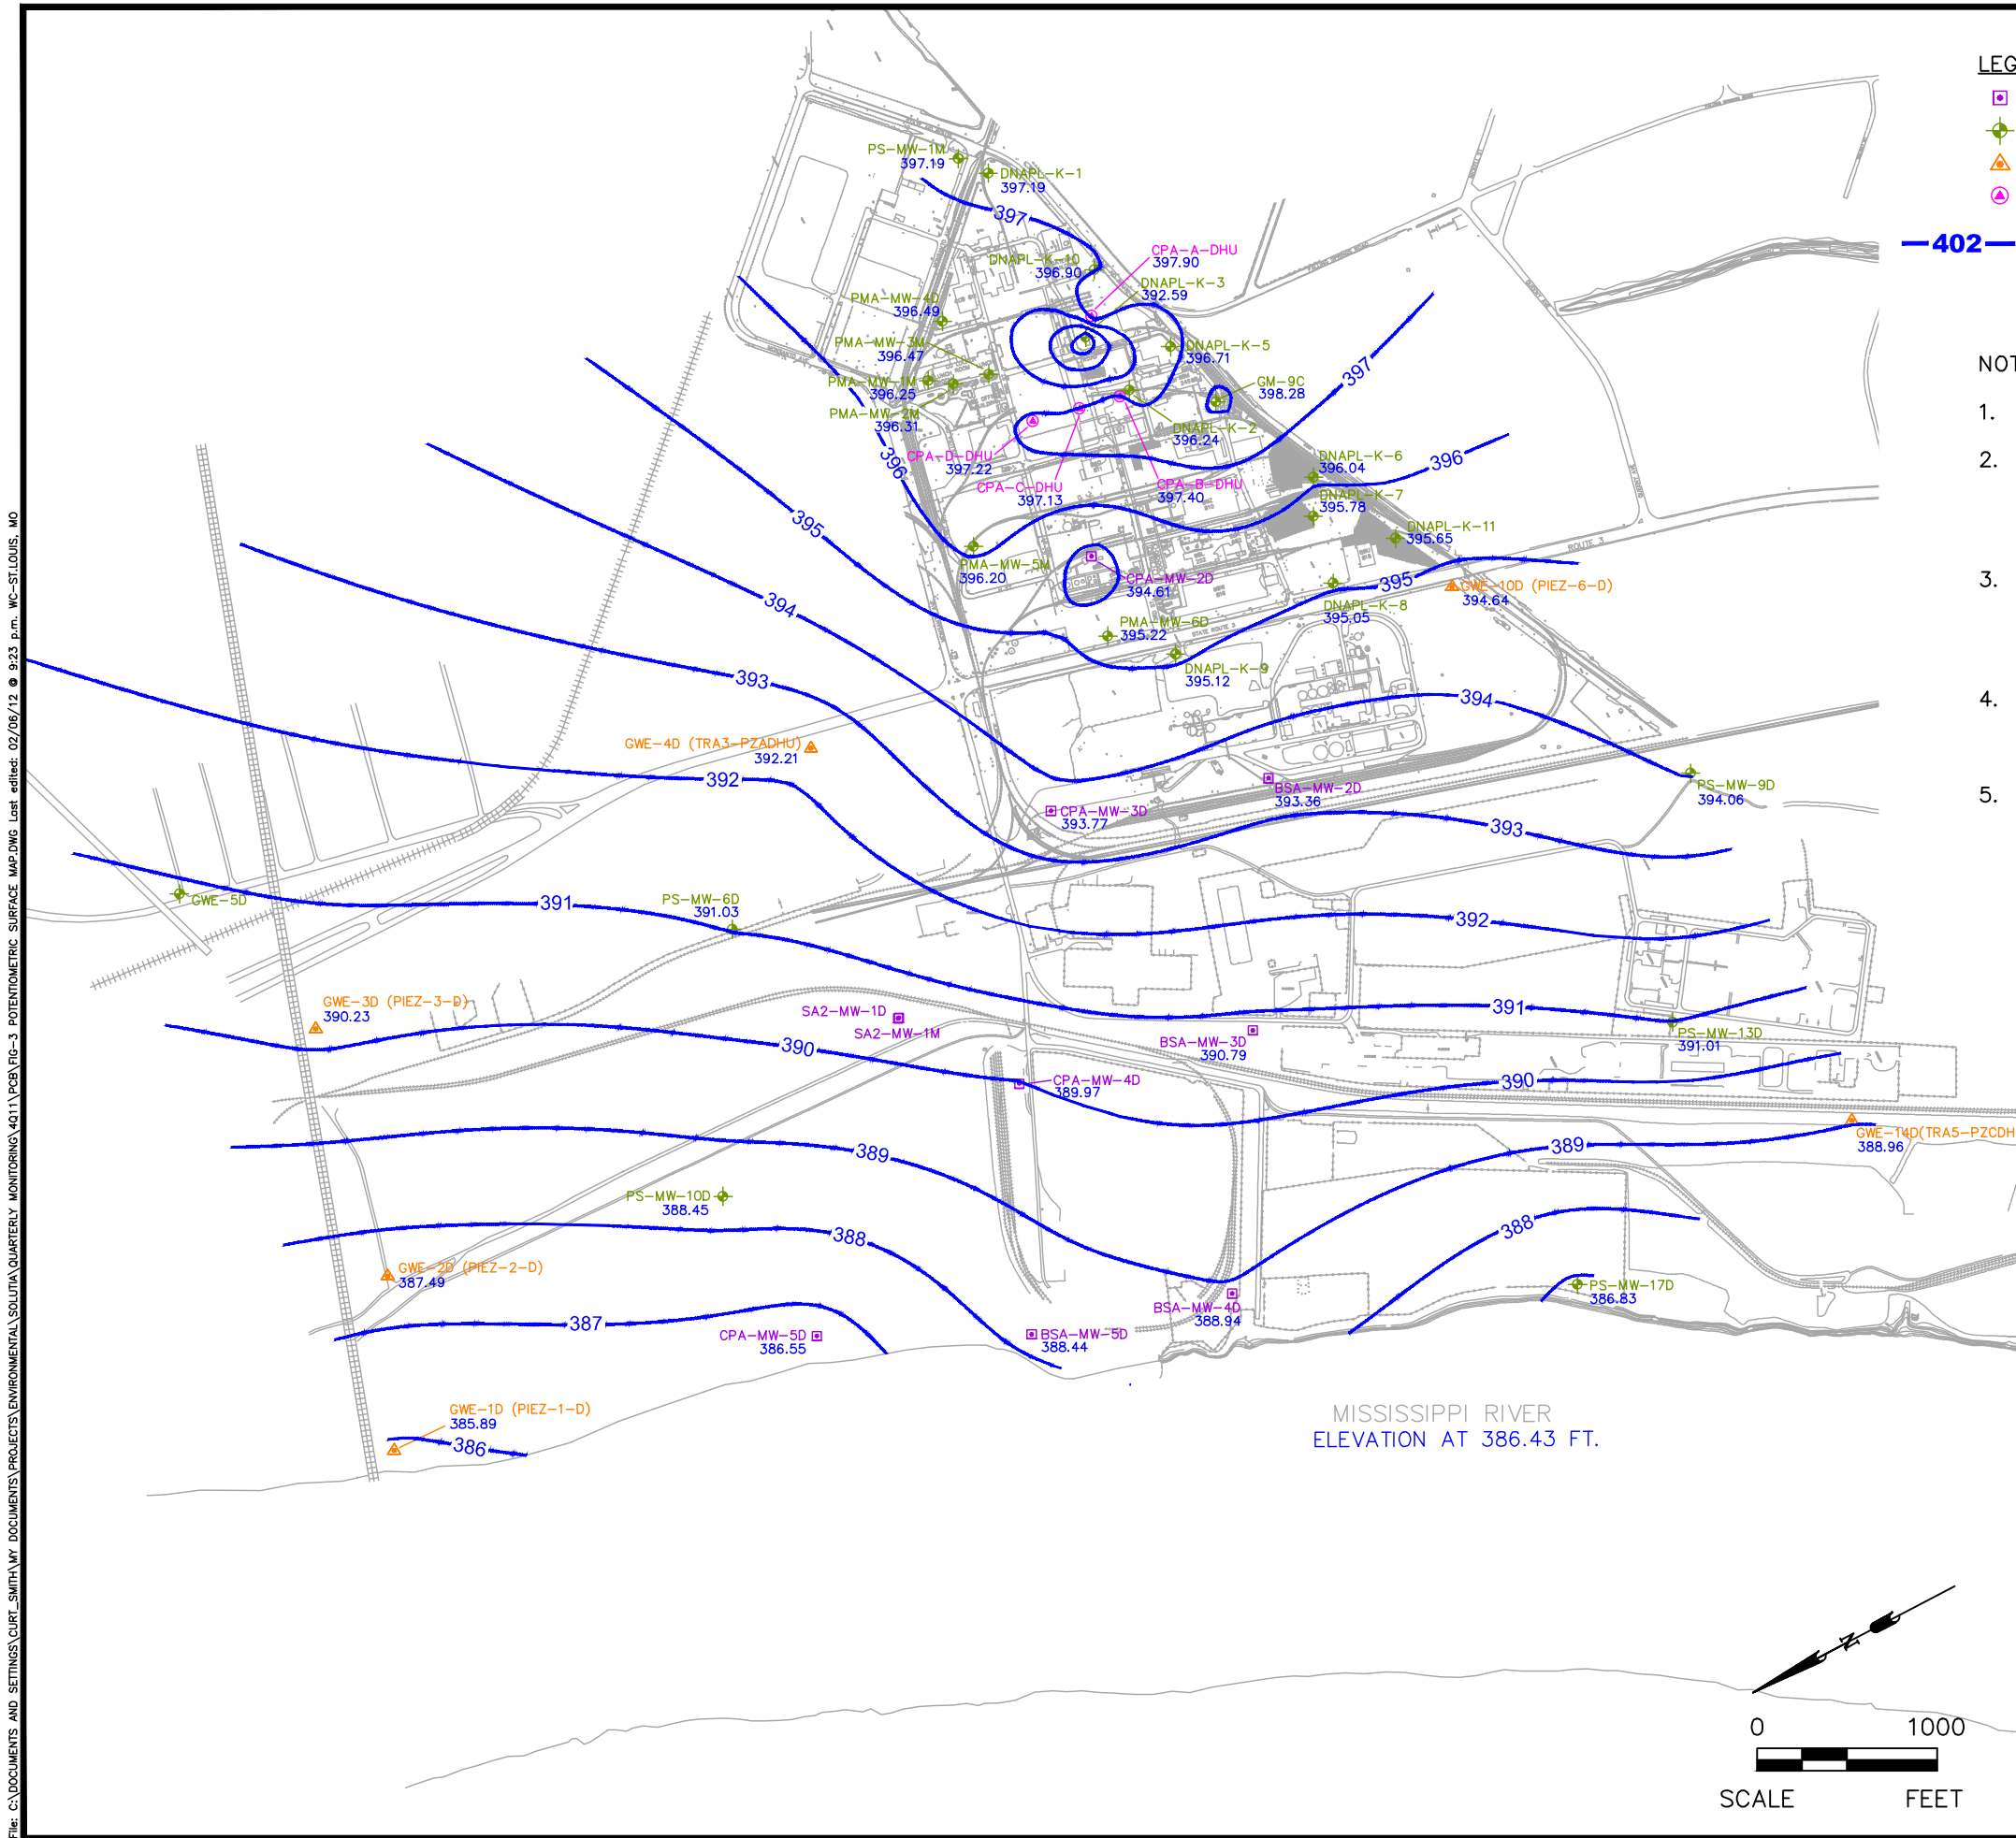 File: C:\DOCUMENTS AND SETTINGS\CURT_SMITH\MY DOCUMENTS\PROJECTS\ENVIRONMENTAL\SOLUTIA\QUARTERLY MONITORING\4Q11\PCB\FIG-3 POTENTIOMETRIC SURFACE MAP.DWG Last edited: 02/06/12 @ 9:23 p.m. WC-ST.LOUIS, MO
LEG
402
NOT
1.
2.
3.
4.
5.
PS-MW-1M
397.19
DNAPL-K-1
397.19
397
CPA-A-DHU
397.90
DNAPL-K-10
396.90
DNAPL-K-3
392.59
PMA-MW-4D
396.49
PMA-MW-3M
396.47
DNAPL-K-5
396.71
PMA-MW-1M
396.25
PMA-MW-2M
396.31
GM-9C
398.28
397
DNAPL-K-2
396.24
CPA-D-DHU
397.22
CPA-C-DHU
397.13
CPA-B-DHU
397.40
396
DNAPL-K-6
396.04
396
DNAPL-K-7
395.78
DNAPL-K-11
395.65
ROUTE 3
395
PMA-MW-5M
396.20
CPA-MW-2D
394.61
395
GWE-10D (PIEZ-6-D)
394.64
394
DNAPL-K-8
395.05
PMA-MW-6D
395.22
STATE ROUTE 3
DNAPL-K-9
395.12
393
394
GWE-4D (TRA3-PZADHU)
392.21
392
BSA-MW-2D
393.36
PS-MW-9D
394.06
CPA-MW-3D
393.77
393
GWE-5D
391
PS-MW-6D
391.03
392
GWE-3D (PIEZ-3-D)
390.23
SA2-MW-1D
SA2-MW-1M
391
BSA-MW-3D
390.79
PS-MW-13D
391.01
390
CPA-MW-4D
389.97
390
389
389
GWE-14D(TRA5-PZCDH
388.96
PS-MW-10D
388.45
388
388
GWE-2D (PIEZ-2-D)
387.49
PS-MW-17D
386.83
387
CPA-MW-5D
386.55
BSA-MW-5D
388.44
BSA-MW-4D
388.94
GWE-1D (PIEZ-1-D)
385.89
386
MISSISSIPPI RIVER
ELEVATION AT 386.43 FT.
N
0 1000
SCALE FEET